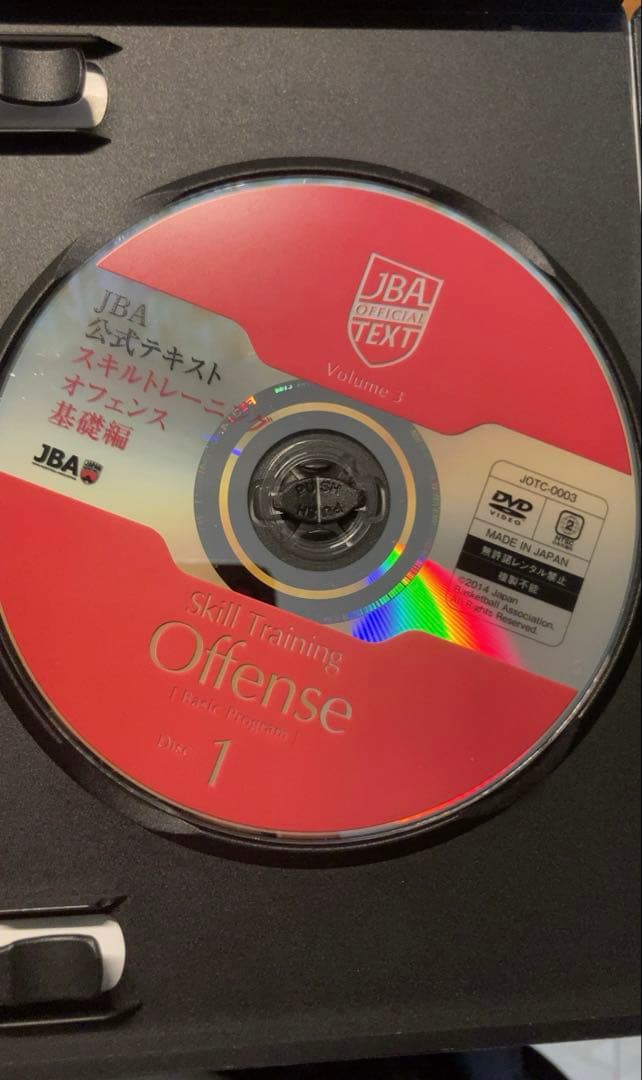 JBA
OFFICIAL
TEXT
Volume 3
JBA
公式テキスト
スキルトレーニング
オフェンス
基礎編
JBA
JOTC-0003
DVD
VIDEO
2
NTSC
MADE IN JAPAN
無許諾レンタル禁止
複製不能
©2014 Japan
Basketball Association.
All Rights Reserved.
PUSH
HERE
Skill Training
Offense
[ Basic Program ]
Disc 1